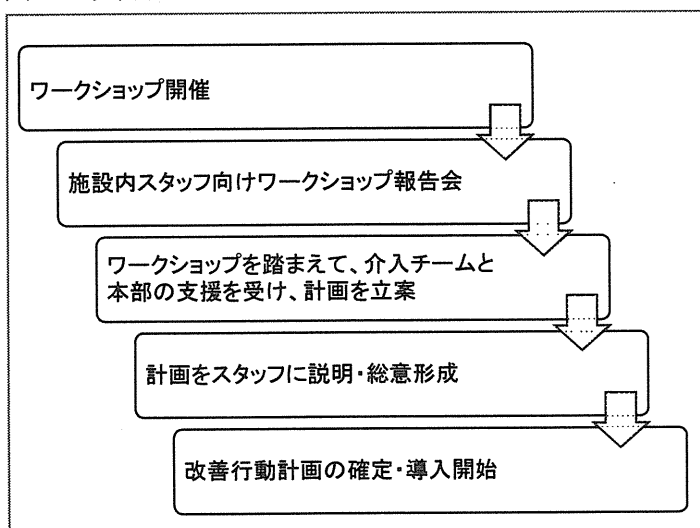 ワークショップ開催
施設内スタッフ向けワークショップ報告会
ワークショップを踏まえて、介入チームと
本部の支援を受け、計画を立案
計画をスタッフに説明・総意形成
改善行動計画の確定・導入開始